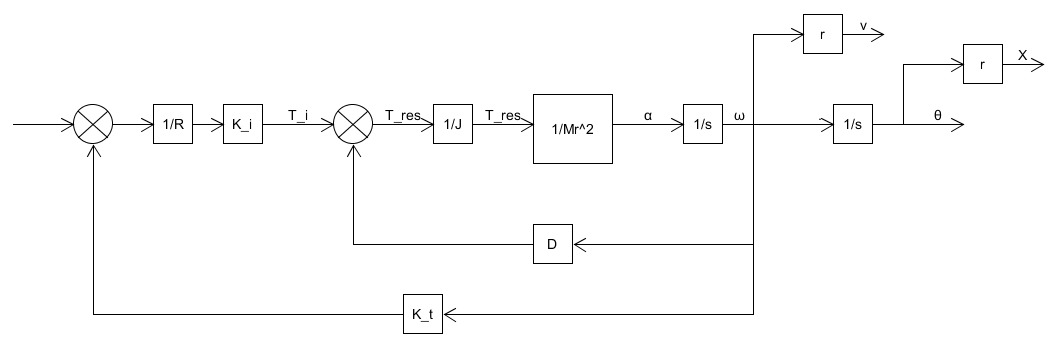 r
v
r
X
1/R
K_i
T_i
T_res
1/J
T_res
1/Mr^2
α
1/s
ω
1/s
θ
D
K_t